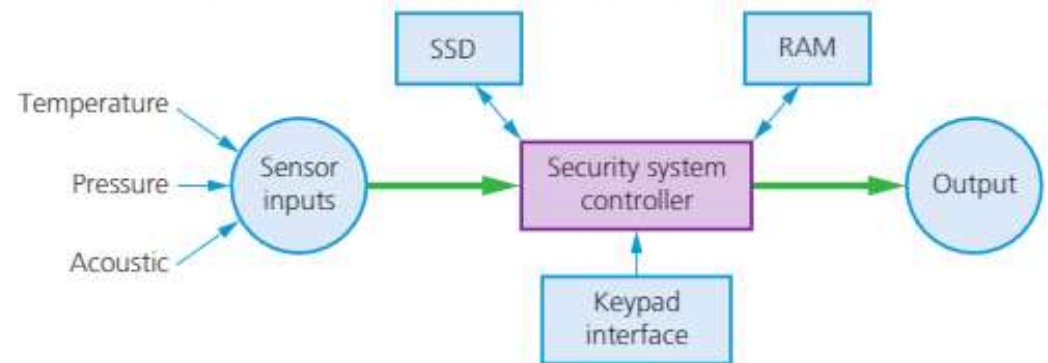 SSD
RAM
Temperature
Pressure
Acoustic
Sensor
inputs
Security system
controller
Output
Keypad
interface